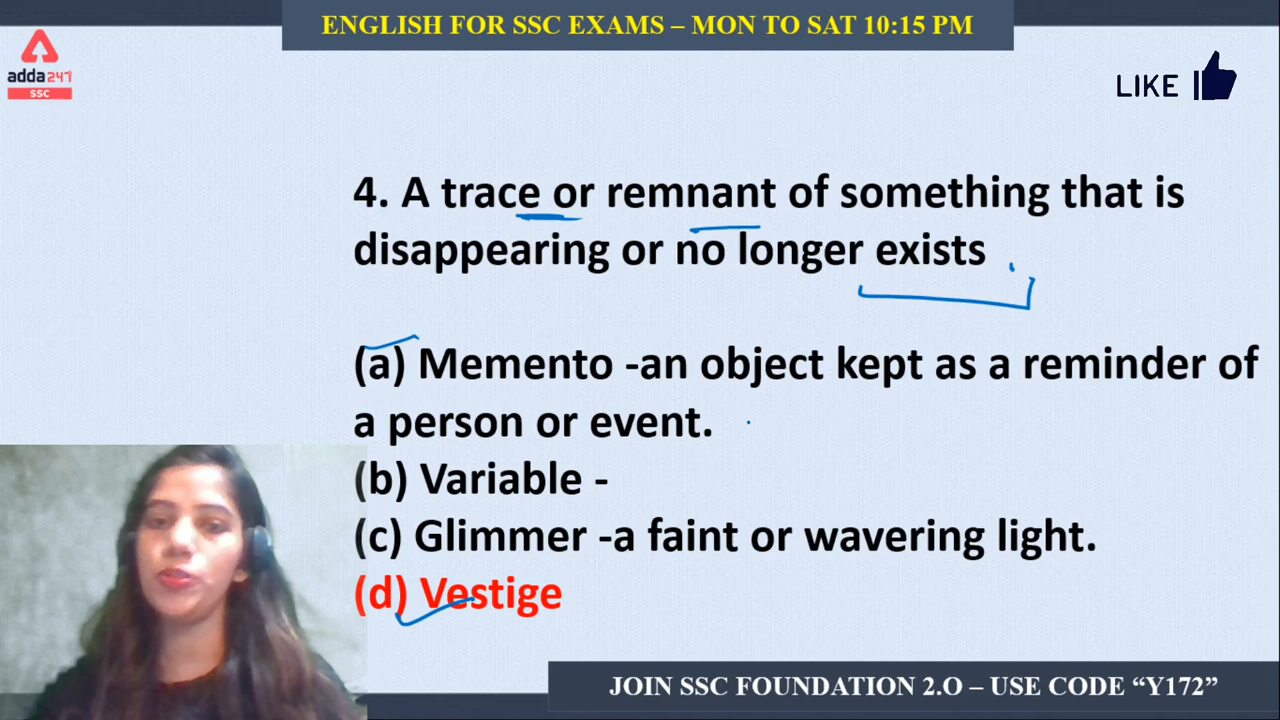 ENGLISH FOR SSC EXAMS – MON TO SAT 10:15 PM
adda247
SSC
LIKE
4. A trace or remnant of something that is
disappearing or no longer exists
(a) Memento -an object kept as a reminder of
a person or event.
(b) Variable -
(c) Glimmer -a faint or wavering light.
(d) Vestige
JOIN SSC FOUNDATION 2.O – USE CODE “Y172”